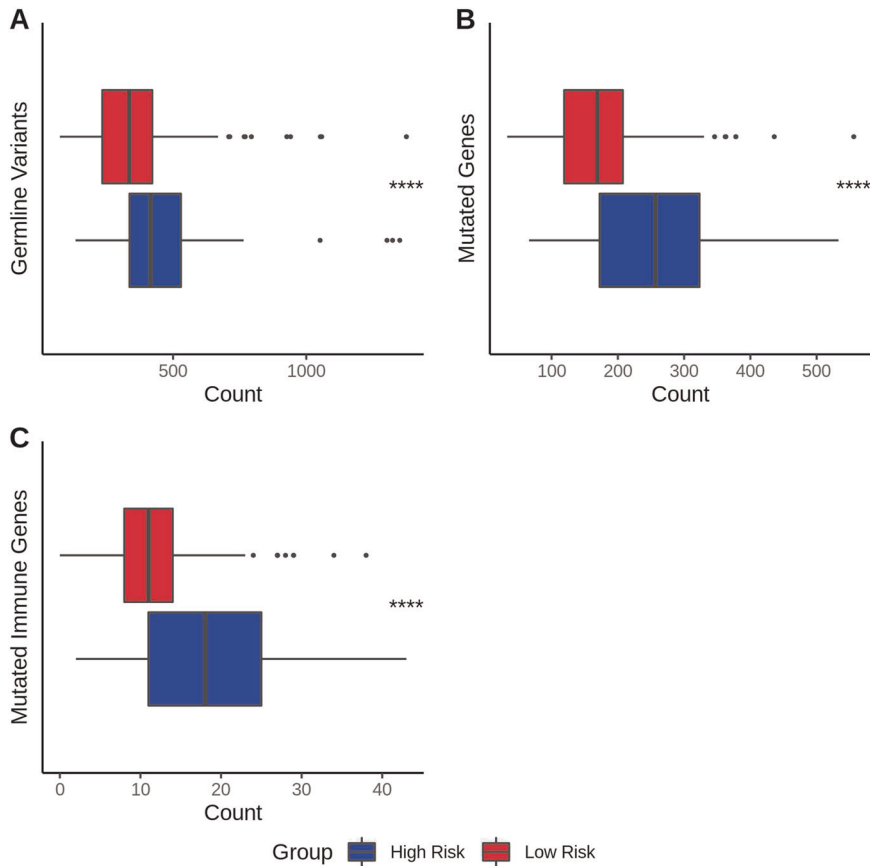 A
Germline Variants
****
500 1000
Count
B
Mutated Genes
****
100 200 300 400 500
Count
C
Mutated Immune Genes
****
0 10 20 30 40
Count
Group High Risk Low Risk